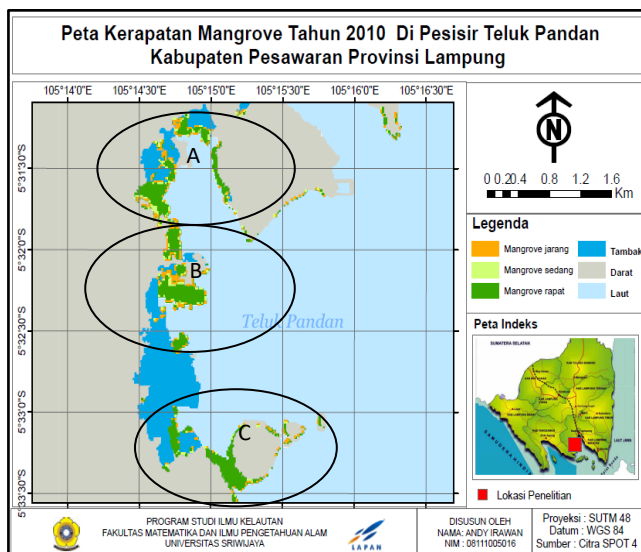 Peta Kerapatan Mangrove Tahun 2010 Di Pesisir Teluk Pandan
Kabupaten Pesawaran Provinsi Lampung
105°14'0"E 105°14'30"E 105°15'0"E 105°15'30"E 105°16'0"E 105°16'30"E
5°31'30"S
5°32'0"S
5°32'30"S
5°33'0"S
5°33'30"S
A
B
Teluk Pandan
C
N
0 0.2 0.4 0.8 1.2 1.6
Km
Legenda
Mangrove jarang
Mangrove sedang
Mangrove rapat
Tambak
Darat
Laut
Peta Indeks
SUMATERA SELATAN
Lokasi Penelitian
PROGRAM STUDI ILMU KELAUTAN
FAKULTAS MATEMATIKA DAN ILMU PENGETAHUAN ALAM
UNIVERSITAS SRIWIJAYA
LAPAN
DISUSUN OLEH
NAMA: ANDY IRAWAN
NIM : 08111005016
Proyeksi : SUTM 48
Datum : WGS 84
Sumber : Citra SPOT 4